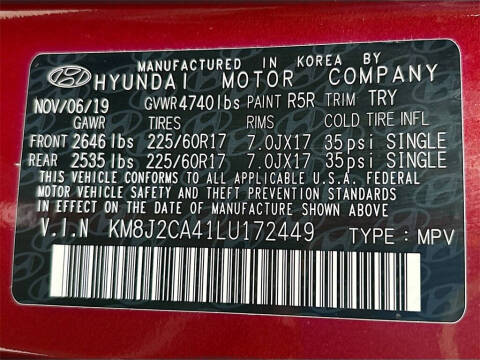 MANUFACTURED IN KOREA BY
HYUNDAI MOTOR COMPANY
NOV/06/19 GVWR4740lbs PAINT R5R TRIM TRY
GAWR TIRES RIMS COLD TIRE INFL
FRONT 2646lbs 225/60R17 7.0JX17 35psi SINGLE
REAR 2535lbs 225/60R17 7.0JX17 35psi SINGLE
THIS VEHICLE CONFORMS TO ALL APPLICABLE U.S.A. FEDERAL
MOTOR VEHICLE SAFETY AND THEFT PREVENTION STANDARDS
IN EFFECT ON THE DATE OF MANUFACTURE SHOWN ABOVE
V.I.N KM8J2CA41LU172449 TYPE : MPV